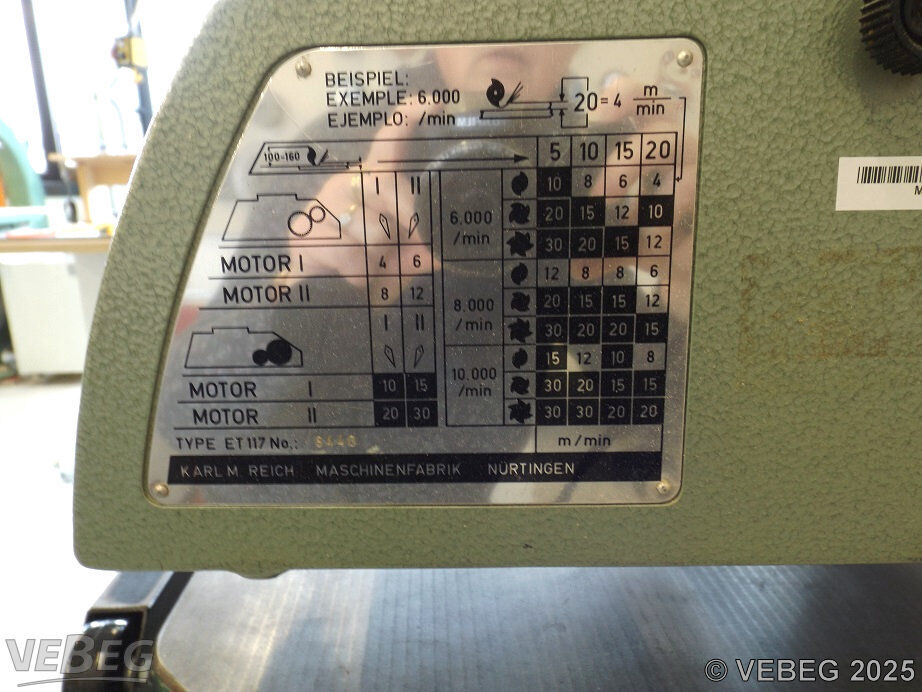 BEISPIEL:
EXEMPLE: 6.000
EJEMPLO: /min
20 = 4 m/min
100-160
5 10 15 20
I II
6.000 /min
10 8 6 4
20 15 12 10
30 20 15 12
MOTOR I 4 6
MOTOR II 8 12
8.000 /min
12 8 8 6
20 15 15 12
30 20 20 15
I II
10.000 /min
15 12 10 8
30 20 15 15
30 30 20 20
MOTOR I 10 15
MOTOR II 20 30
TYPE ET 117 No.:
m/min
KARL M. REICH MASCHINENFABRIK NÜRTINGEN
M
VEBEG
© VEBEG 2025